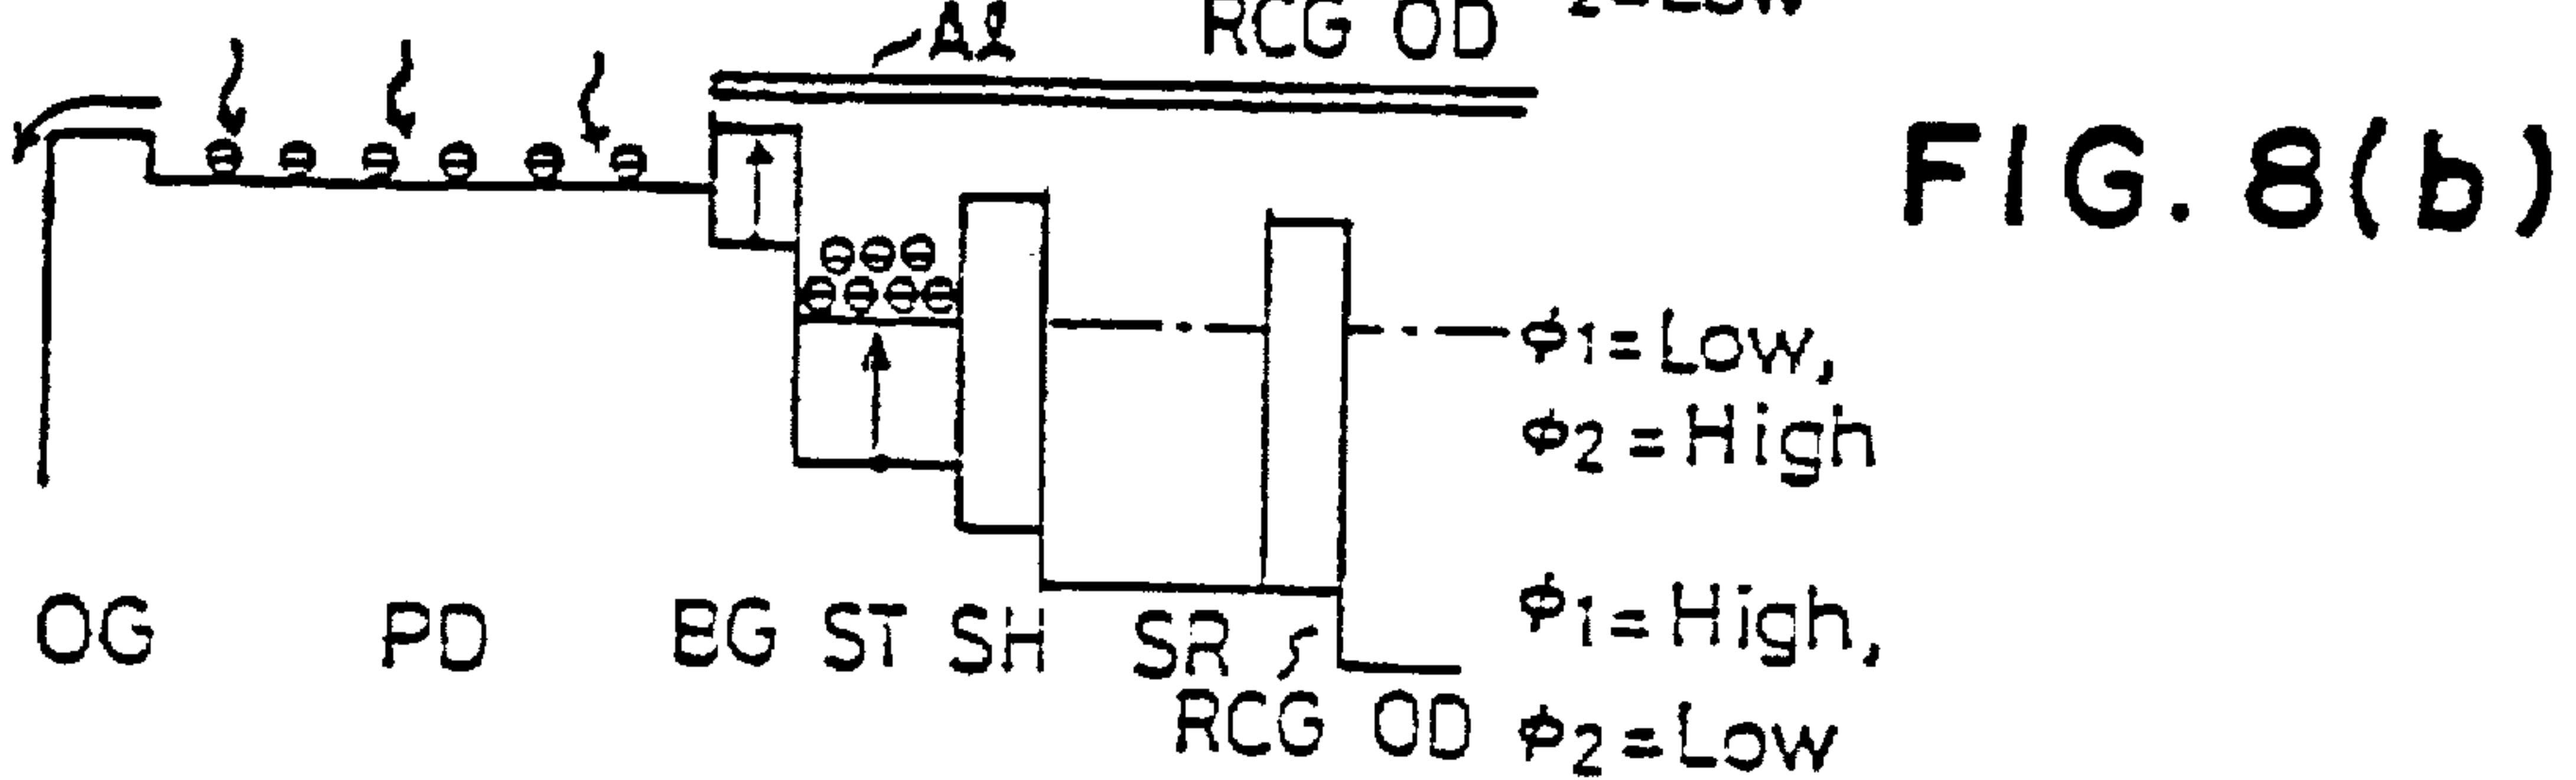 Al RCG OD
FIG. 8(b)
φ1=Low,
φ2=High
OG PD BG ST SH SR φ1=High,
RCG OD φ2=Low